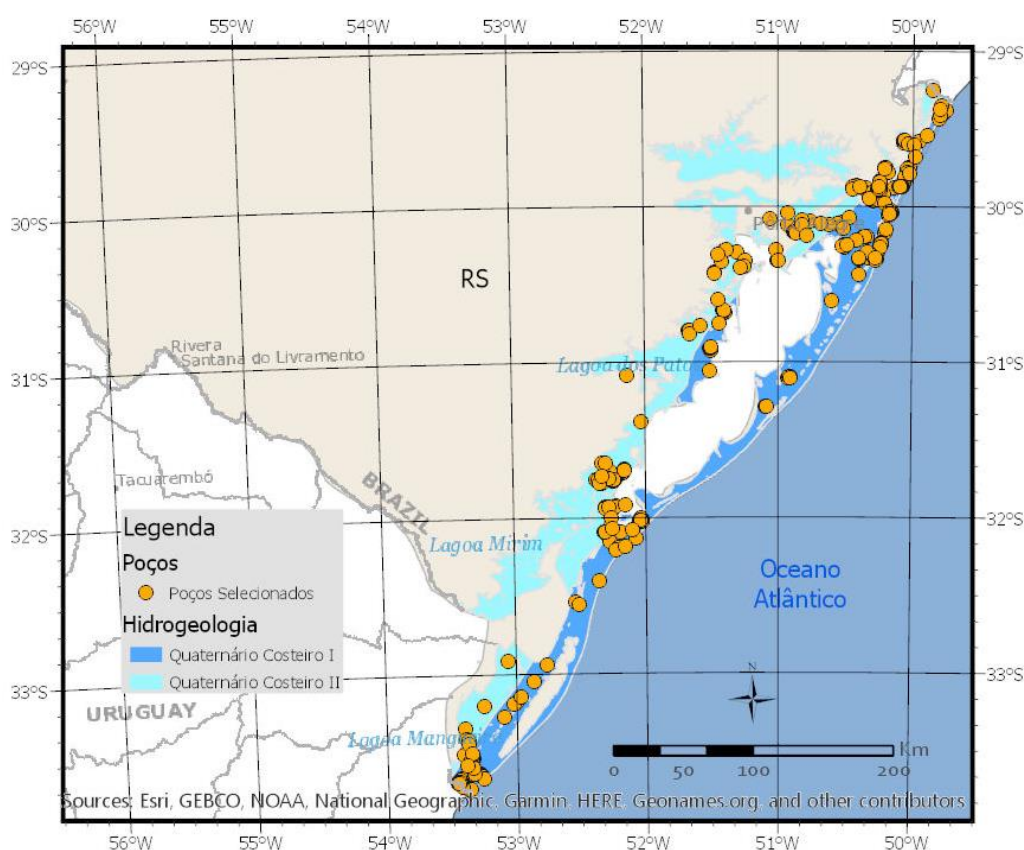 56°W 55°W 54°W 53°W 52°W 51°W 50°W
29°S 29°S
30°S 30°S
RS
Rivera
Santana do Livramento
Lagoa dos Patos
31°S 31°S
Tacuarembó
BRAZIL
32°S 32°S
Lagoa Mirim
Legenda
Poços
Poços Selecionados
Hidrogeologia
Quaternário Costeiro I
Quaternário Costeiro II
Oceano
Atlântico
N
33°S 33°S
URUGUAY
Lagoa
Km
0 50 100 200
Sources: Esri, GEBCO, NOAA, National Geographic, Garmin, HERE, Geonames.org, and other contributors
56°W 55°W 54°W 53°W 52°W 51°W 50°W